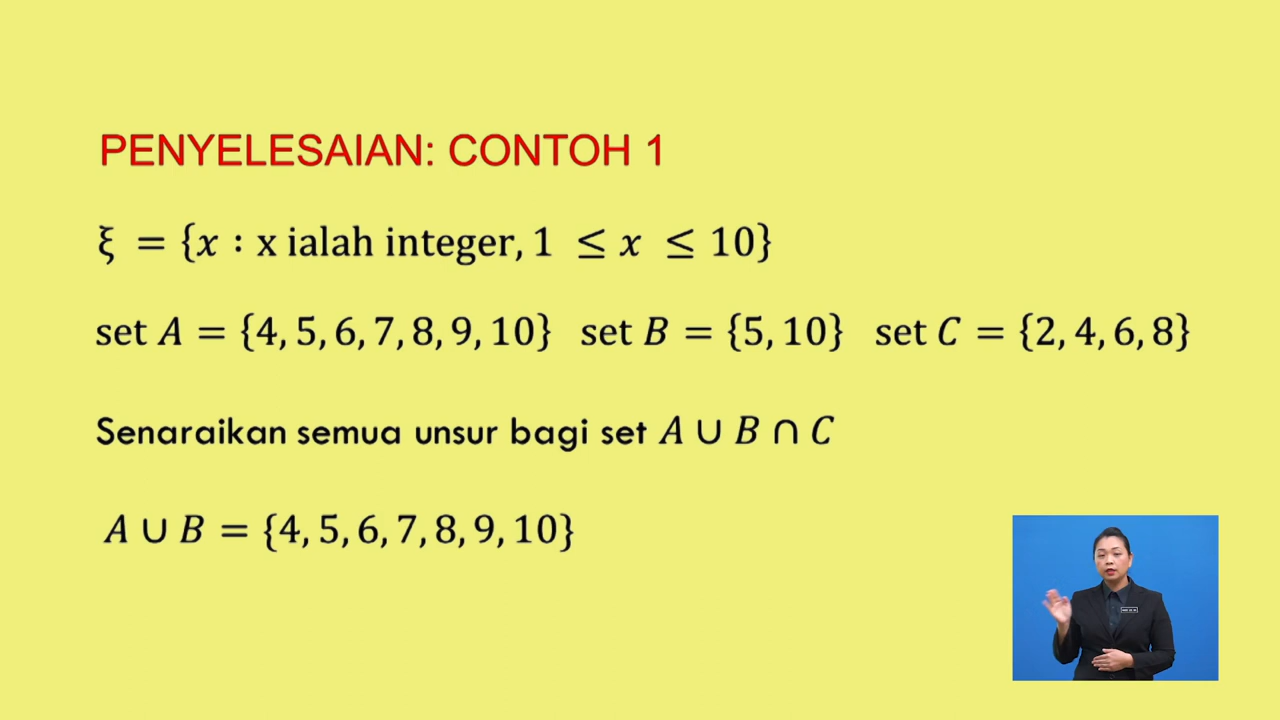 PENYELESAIAN: CONTOH 1
ξ = {x : x ialah integer, 1 ≤ x ≤ 10}
set A = {4, 5, 6, 7, 8, 9, 10} set B = {5, 10} set C = {2, 4, 6, 8}
Senaraikan semua unsur bagi set A ∪ B ∩ C
A ∪ B = {4, 5, 6, 7, 8, 9, 10}